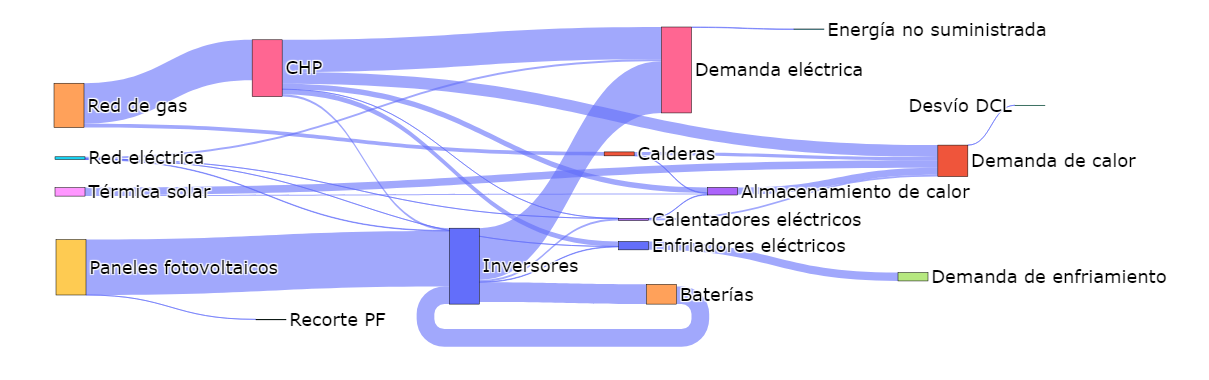 Energía no suministrada
CHP
Demanda eléctrica
Red de gas
Desvío DCL
Red eléctrica
Calderas
Demanda de calor
Térmica solar
Almacenamiento de calor
Calentadores eléctricos
Enfriadores eléctricos
Paneles fotovoltaicos
Inversores
Demanda de enfriamiento
Baterías
Recorte PF